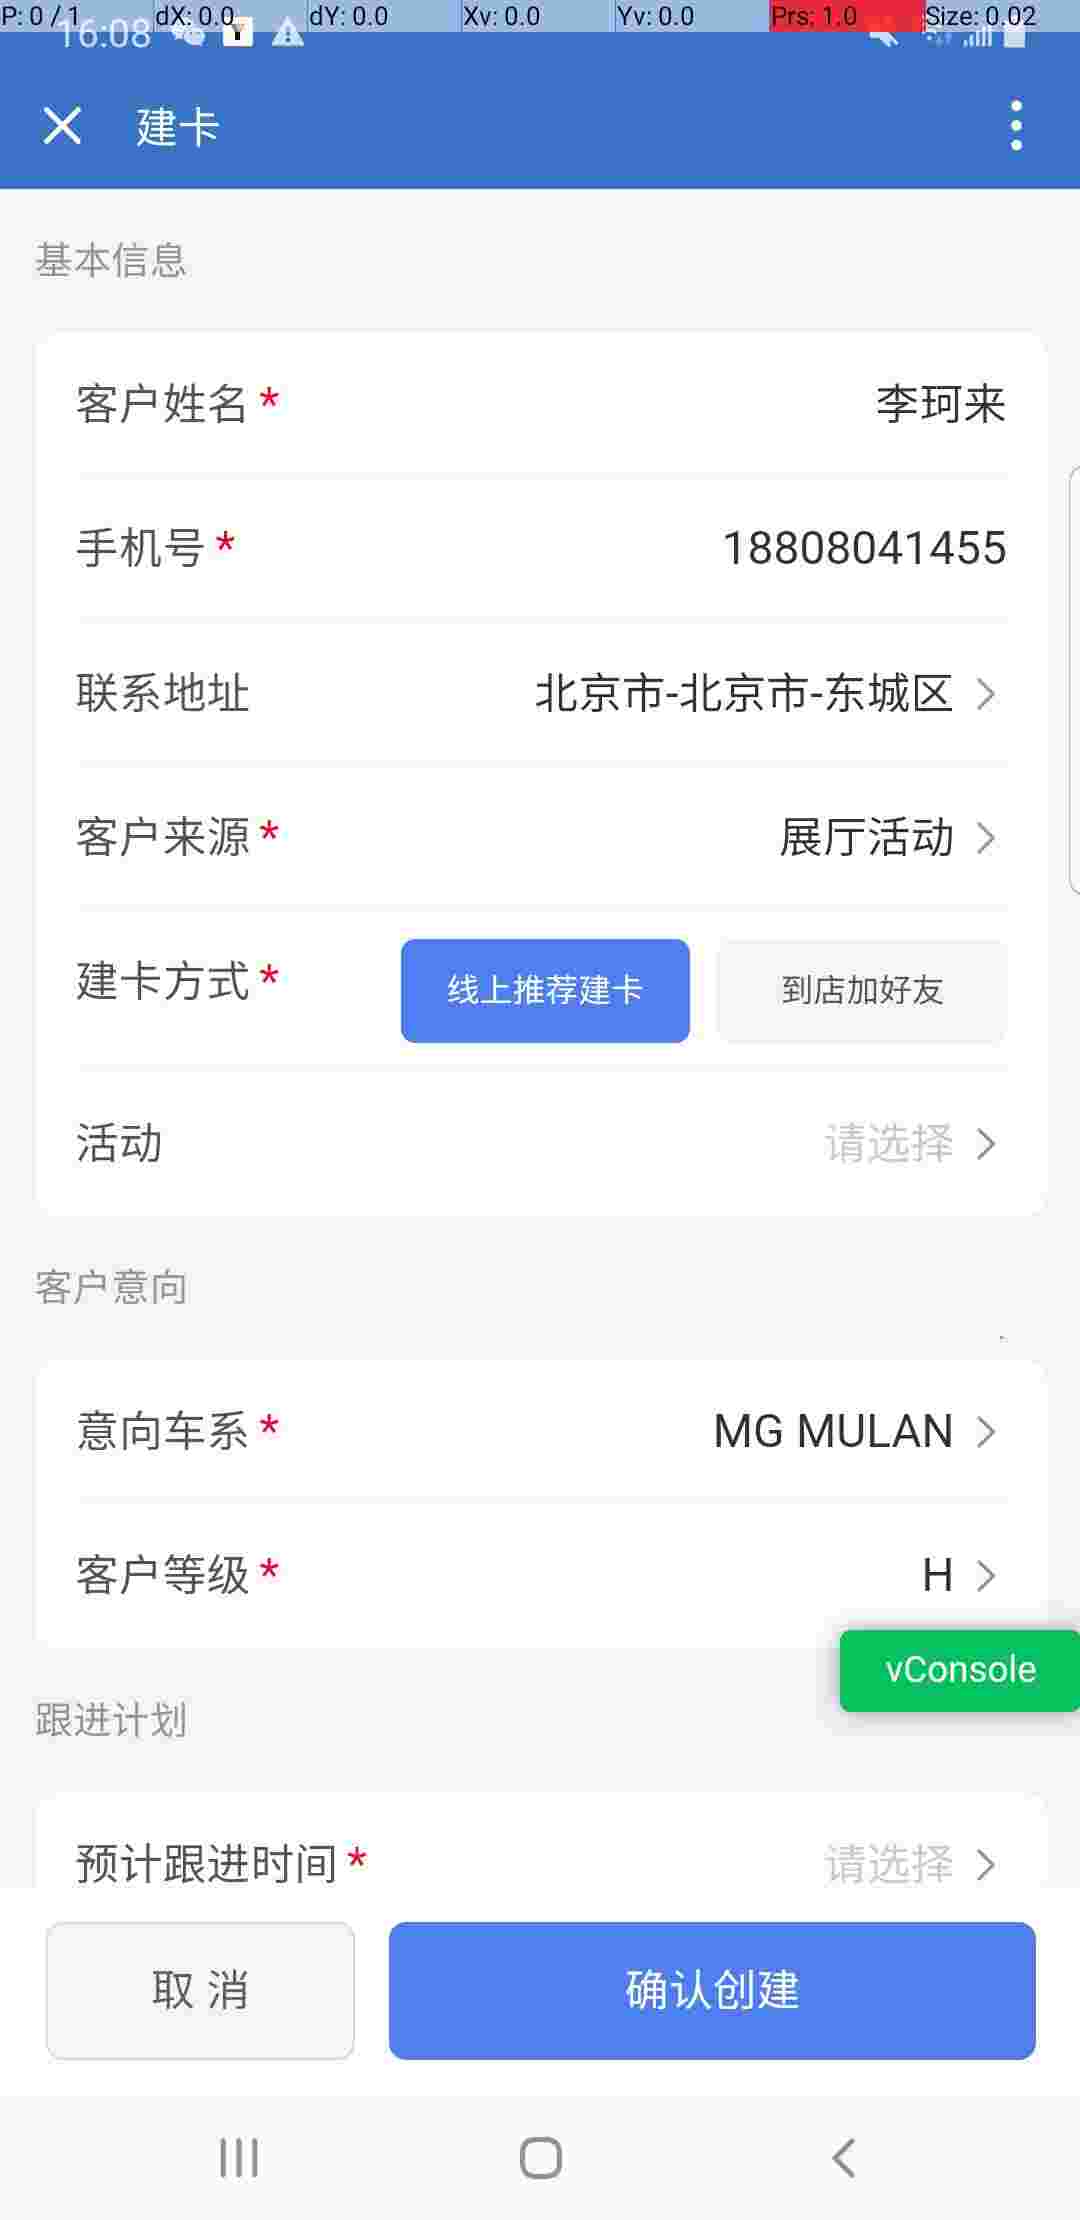 P: 0 / 1 dX: 0.0 dY: 0.0 Xv: 0.0 Yv: 0.0 Prs: 1.0 Size: 0.02
16:08
建卡
基本信息
客户姓名 * 李珂来
手机号 * 18808041455
联系地址 北京市-北京市-东城区
客户来源 * 展厅活动
建卡方式 * 线上推荐建卡 到店加好友
活动 请选择
客户意向
意向车系 * MG MULAN
客户等级 * H
vConsole
跟进计划
预计跟进时间 * 请选择
取 消 确认创建